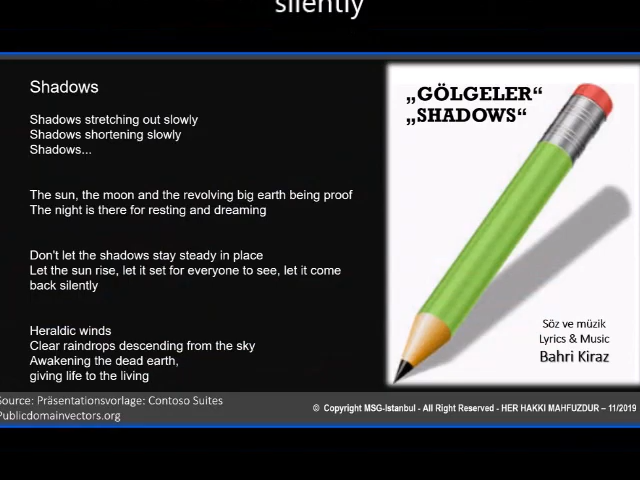 silently
Shadows
Shadows stretching out slowly
Shadows shortening slowly
Shadows...
The sun, the moon and the revolving big earth being proof
The night is there for resting and dreaming
Don't let the shadows stay steady in place
Let the sun rise, let it set for everyone to see, let it come
back silently
Heraldic winds
Clear raindrops descending from the sky
Awakening the dead earth,
giving life to the living
„GÖLGELER“
„SHADOWS“
Söz ve müzik
Lyrics & Music
Bahri Kiraz
Source: Präsentationsvorlage: Contoso Suites
Publicdomainvectors.org
© Copyright MSG-Istanbul - All Right Reserved - HER HAKKI MAHFUZDUR – 11/2019